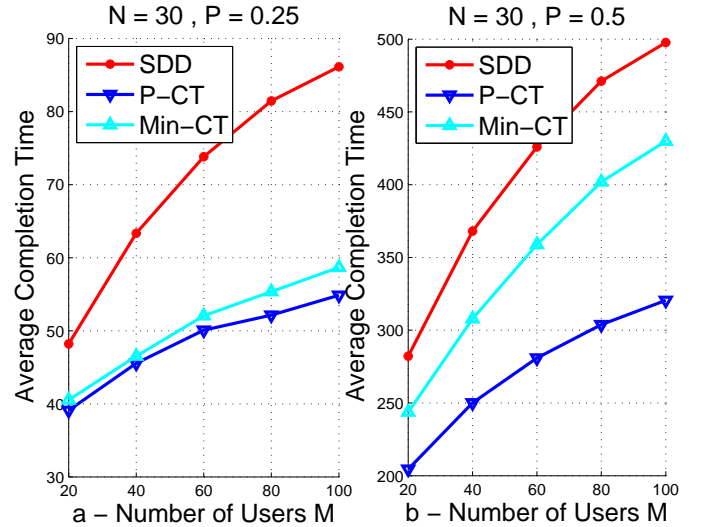 N = 30 , P = 0.25
Average Completion Time
90
80
70
60
50
40
30
SDD
P−CT
Min−CT
20 40 60 80 100
a − Number of Users M
N = 30 , P = 0.5
Average Completion Time
500
450
400
350
300
250
200
SDD
P−CT
Min−CT
20 40 60 80 100
b − Number of Users M